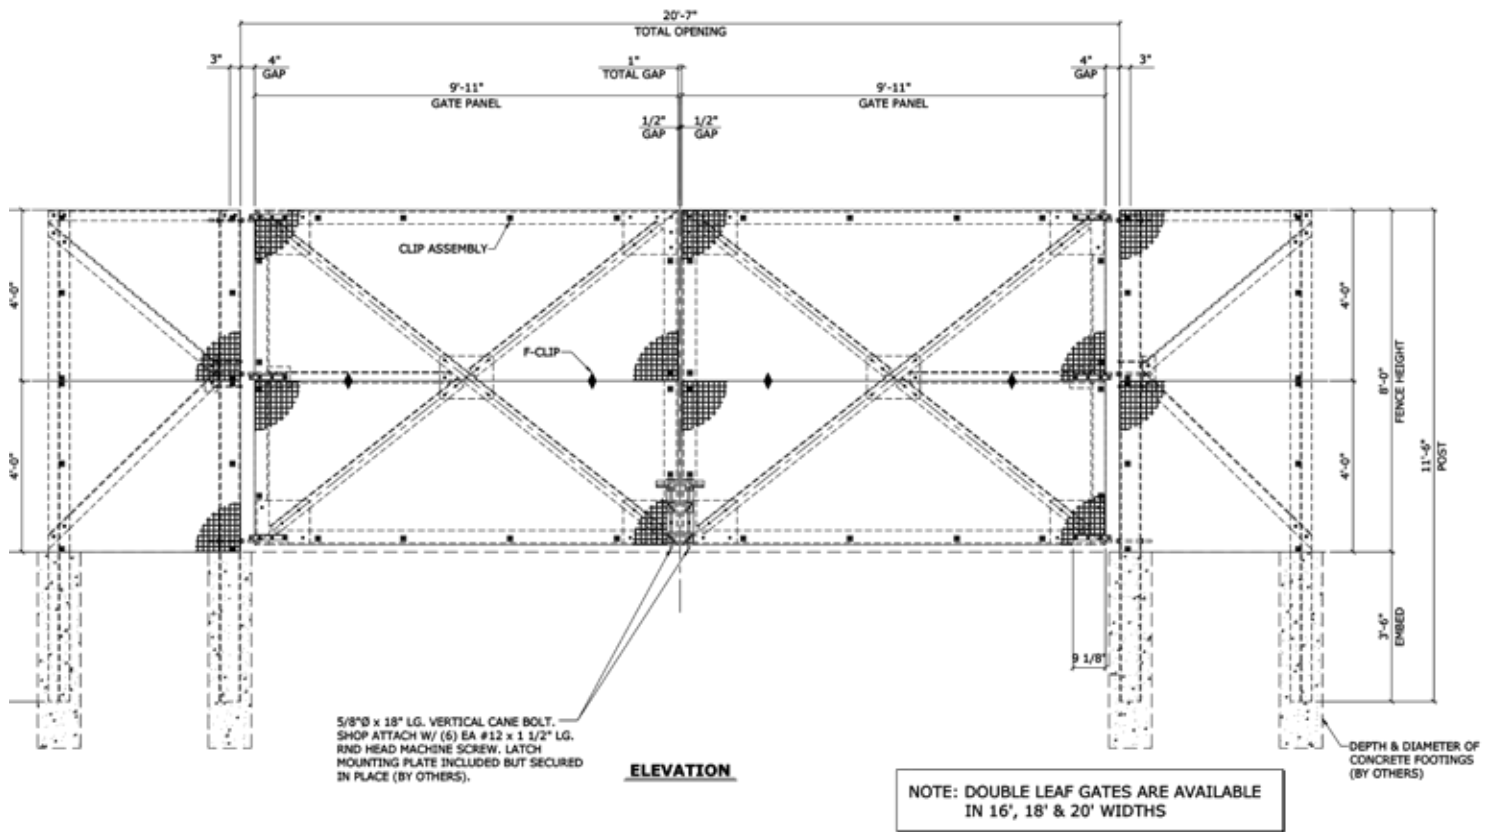 20'-7"
TOTAL OPENING
3"
4"
GAP
1"
TOTAL GAP
4"
GAP
3"
9'-11"
GATE PANEL
9'-11"
GATE PANEL
1/2"
GAP
1/2"
GAP
CLIP ASSEMBLY
F-CLIP
4'-0"
4'-0"
4'-0"
4'-0"
8'-0"
FENCE HEIGHT
11'-6"
POST
3'-6"
EMBED
9 1/8"
5/8"Ø x 18" LG. VERTICAL CANE BOLT.
SHOP ATTACH W/ (6) EA #12 x 1 1/2" LG.
RND HEAD MACHINE SCREW. LATCH
MOUNTING PLATE INCLUDED BUT SECURED
IN PLACE (BY OTHERS).
ELEVATION
DEPTH & DIAMETER OF
CONCRETE FOOTINGS
(BY OTHERS)
NOTE: DOUBLE LEAF GATES ARE AVAILABLE
IN 16', 18' & 20' WIDTHS